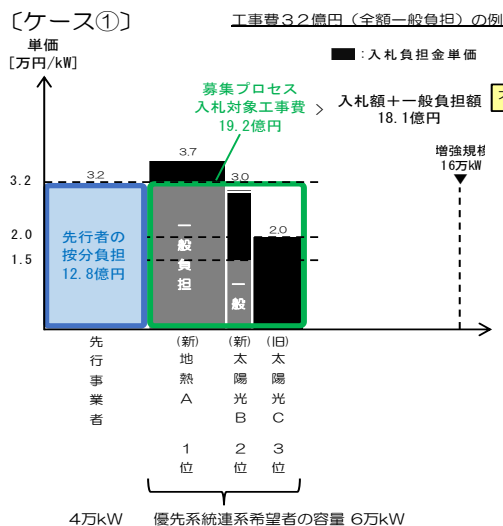 〔ケース①〕
工事費32億円（全額一般負担）の例
単価
[万円/kW]
：入札負担金単価
募集プロセス
入札対象工事費
19.2億円
＞
入札額＋一般負担額
18.1億円
増強規模
16万kW
3.7
3.2
3.0
3.2
2.0
2.0
1.5
先行者の
按分負担
12.8億円
一般負担
一般
先行事業者
(新)地熱A
(新)太陽光B
(旧)太陽光C
1位
2位
3位
4万kW
優先系統連系希望者の容量 6万kW